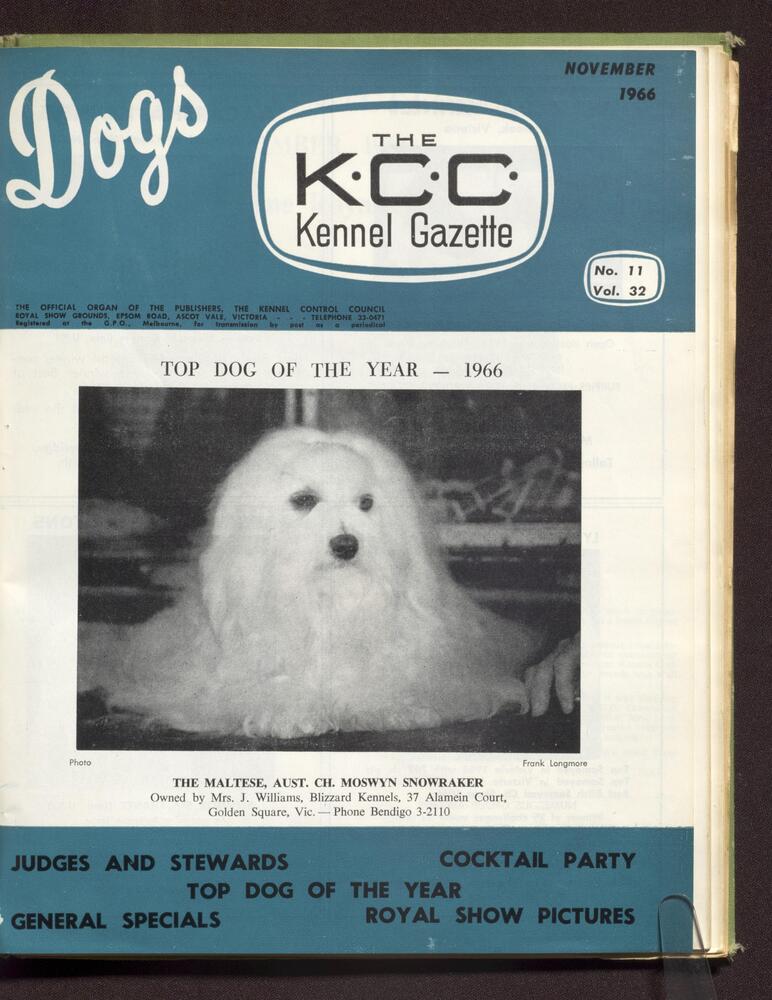 Dogs
NOVEMBER
1966
THE
K·C·C·
Kennel Gazette
No. 11
Vol. 32
THE OFFICIAL ORGAN OF THE PUBLISHERS, THE KENNEL CONTROL COUNCIL
ROYAL SHOW GROUNDS, EPSOM ROAD, ASCOT VALE, VICTORIA - - - TELEPHONE 33-0471
Registered at the G.P.O., Melbourne, for transmission by post as a periodical
TOP DOG OF THE YEAR — 1966
Photo Frank Longmore
THE MALTESE, AUST. CH. MOSWYN SNOWRAKER
Owned by Mrs. J. Williams, Blizzard Kennels, 37 Alamein Court,
Golden Square, Vic. — Phone Bendigo 3-2110
JUDGES AND STEWARDS COCKTAIL PARTY
TOP DOG OF THE YEAR
GENERAL SPECIALS ROYAL SHOW PICTURES